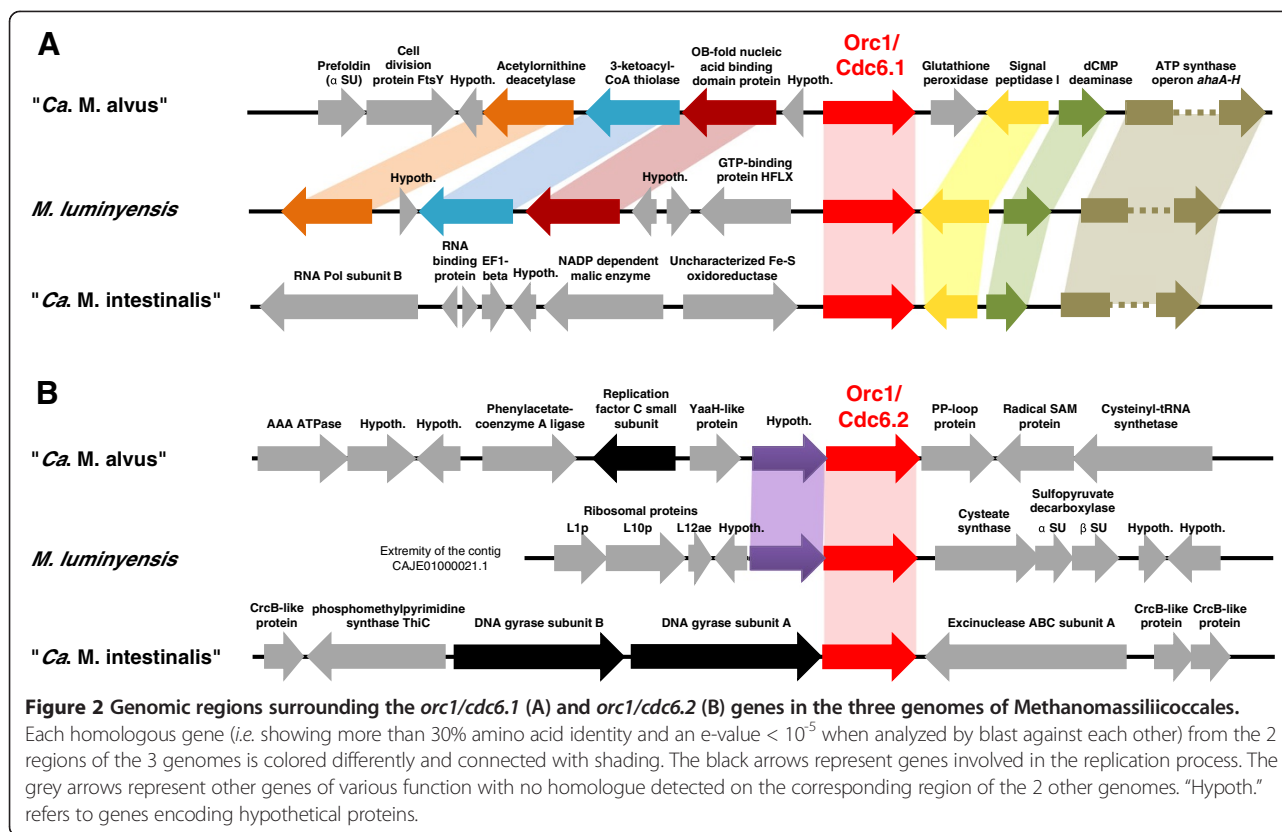 A
Orc1/
Cdc6.1
Prefoldin
(α SU)
Cell
division
protein FtsY
Hypoth.
Acetylornithine
deacetylase
3-ketoacyl-
CoA thiolase
OB-fold nucleic
acid binding
domain protein
Hypoth.
Glutathione
peroxidase
Signal
peptidase I
dCMP
deaminase
ATP synthase
operon ahaA-H
"Ca. M. alvus"
Hypoth.
Hypoth.
GTP-binding
protein HFLX
M. luminyensis
RNA Pol subunit B
RNA
binding
protein
EF1-
beta
Hypoth.
NADP dependent
malic enzyme
Uncharacterized Fe-S
oxidoreductase
"Ca. M. intestinalis"
B
Orc1/
Cdc6.2
AAA ATPase
Hypoth.
Hypoth.
Phenylacetate-
coenzyme A ligase
Replication
factor C small
subunit
YaaH-like
protein
Hypoth.
PP-loop
protein
Radical SAM
protein
Cysteinyl-tRNA
synthetase
"Ca. M. alvus"
Ribosomal proteins
L1p
L10p
L12ae
Hypoth.
Cysteate
synthase
Sulfopyruvate
decarboxylase
α SU
β SU
Hypoth.
Hypoth.
M. luminyensis
Extremity of the contig
CAJE01000021.1
CrcB-like
protein
phosphomethylpyrimidine
synthase ThiC
DNA gyrase subunit B
DNA gyrase subunit A
Excinuclease ABC subunit A
CrcB-like
protein
CrcB-like
protein
"Ca. M. intestinalis"
Figure 2 Genomic regions surrounding the orc1/cdc6.1 (A) and orc1/cdc6.2 (B) genes in the three genomes of Methanomassiliicoccales.
Each homologous gene (i.e. showing more than 30% amino acid identity and an e-value < 10⁻⁵ when analyzed by blast against each other) from the 2
regions of the 3 genomes is colored differently and connected with shading. The black arrows represent genes involved in the replication process. The
grey arrows represent other genes of various function with no homologue detected on the corresponding region of the 2 other genomes. “Hypoth.”
refers to genes encoding hypothetical proteins.